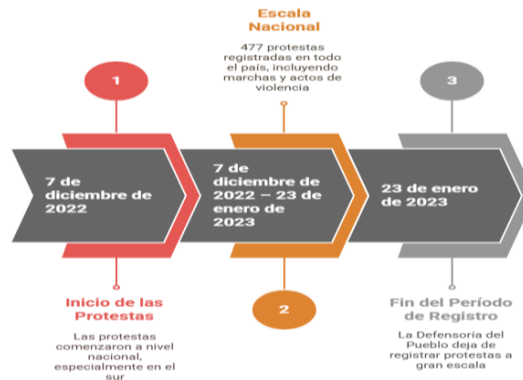 1
7 de
diciembre de
2022
Inicio de las
Protestas
Las protestas
comenzaron a nivel
nacional,
especialmente en el
sur
Escala
Nacional
477 protestas
registradas en todo
el país, incluyendo
marchas y actos de
violencia
7 de
diciembre de
2022 – 23 de
enero de
2023
2
3
23 de enero
de 2023
Fin del Período
de Registro
La Defensoría del
Pueblo deja de
registrar protestas a
gran escala